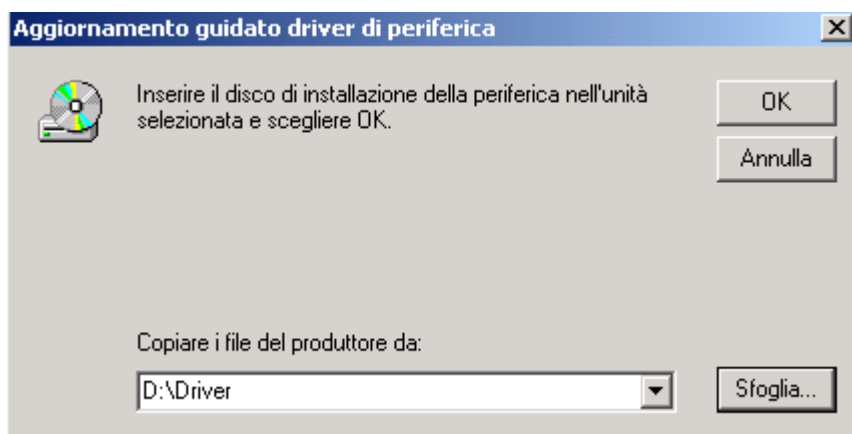 Aggiornamento guidato driver di periferica
Inserire il disco di installazione della periferica nell'unità
selezionata e scegliere OK.
OK
Annulla
Copiare i file del produttore da:
D:\Driver
Sfoglia...